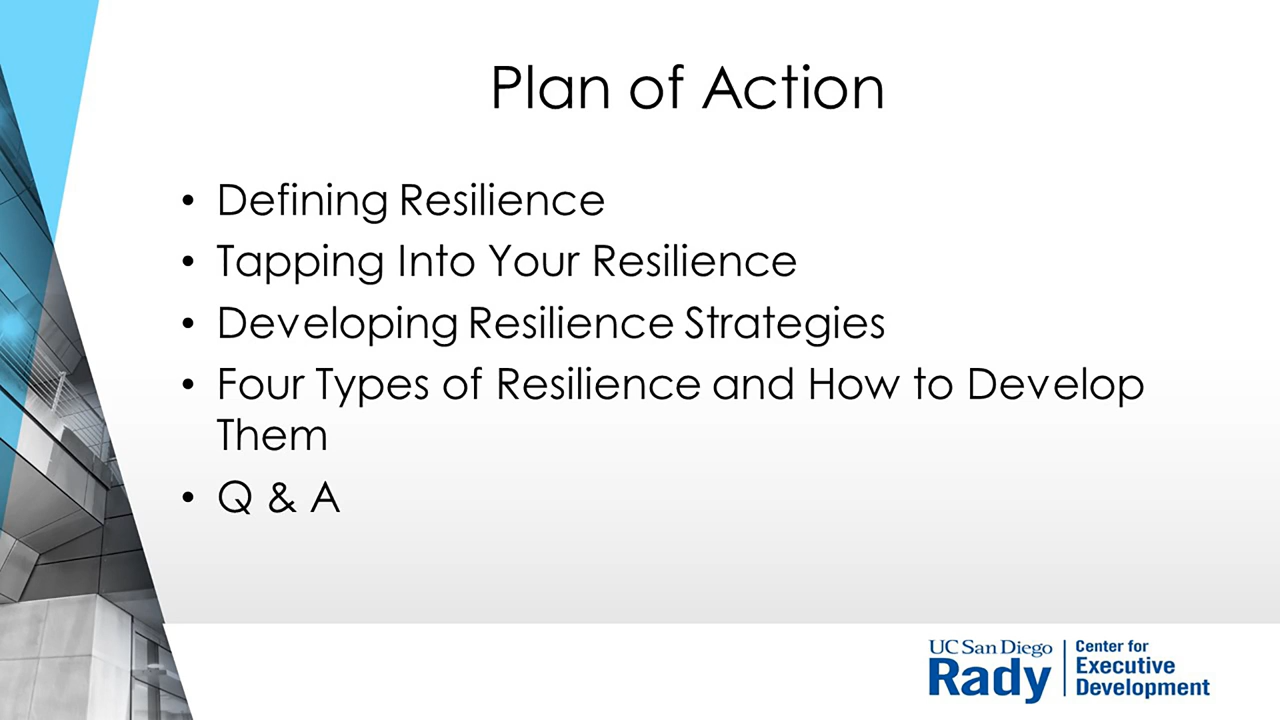 Plan of Action
• Defining Resilience
• Tapping Into Your Resilience
• Developing Resilience Strategies
• Four Types of Resilience and How to Develop
Them
• Q & A
UC San Diego
Rady
Center for
Executive
Development